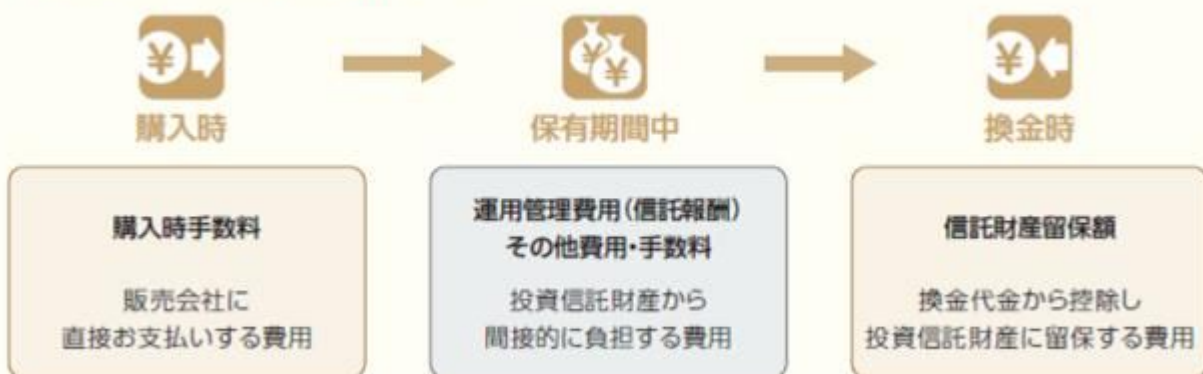 購入時
保有期間中
換金時
購入時手数料
販売会社に
直接お支払いする費用
運用管理費用(信託報酬)
その他費用・手数料
投資信託財産から
間接的に負担する費用
信託財産留保額
換金代金から控除し
投資信託財産に留保する費用